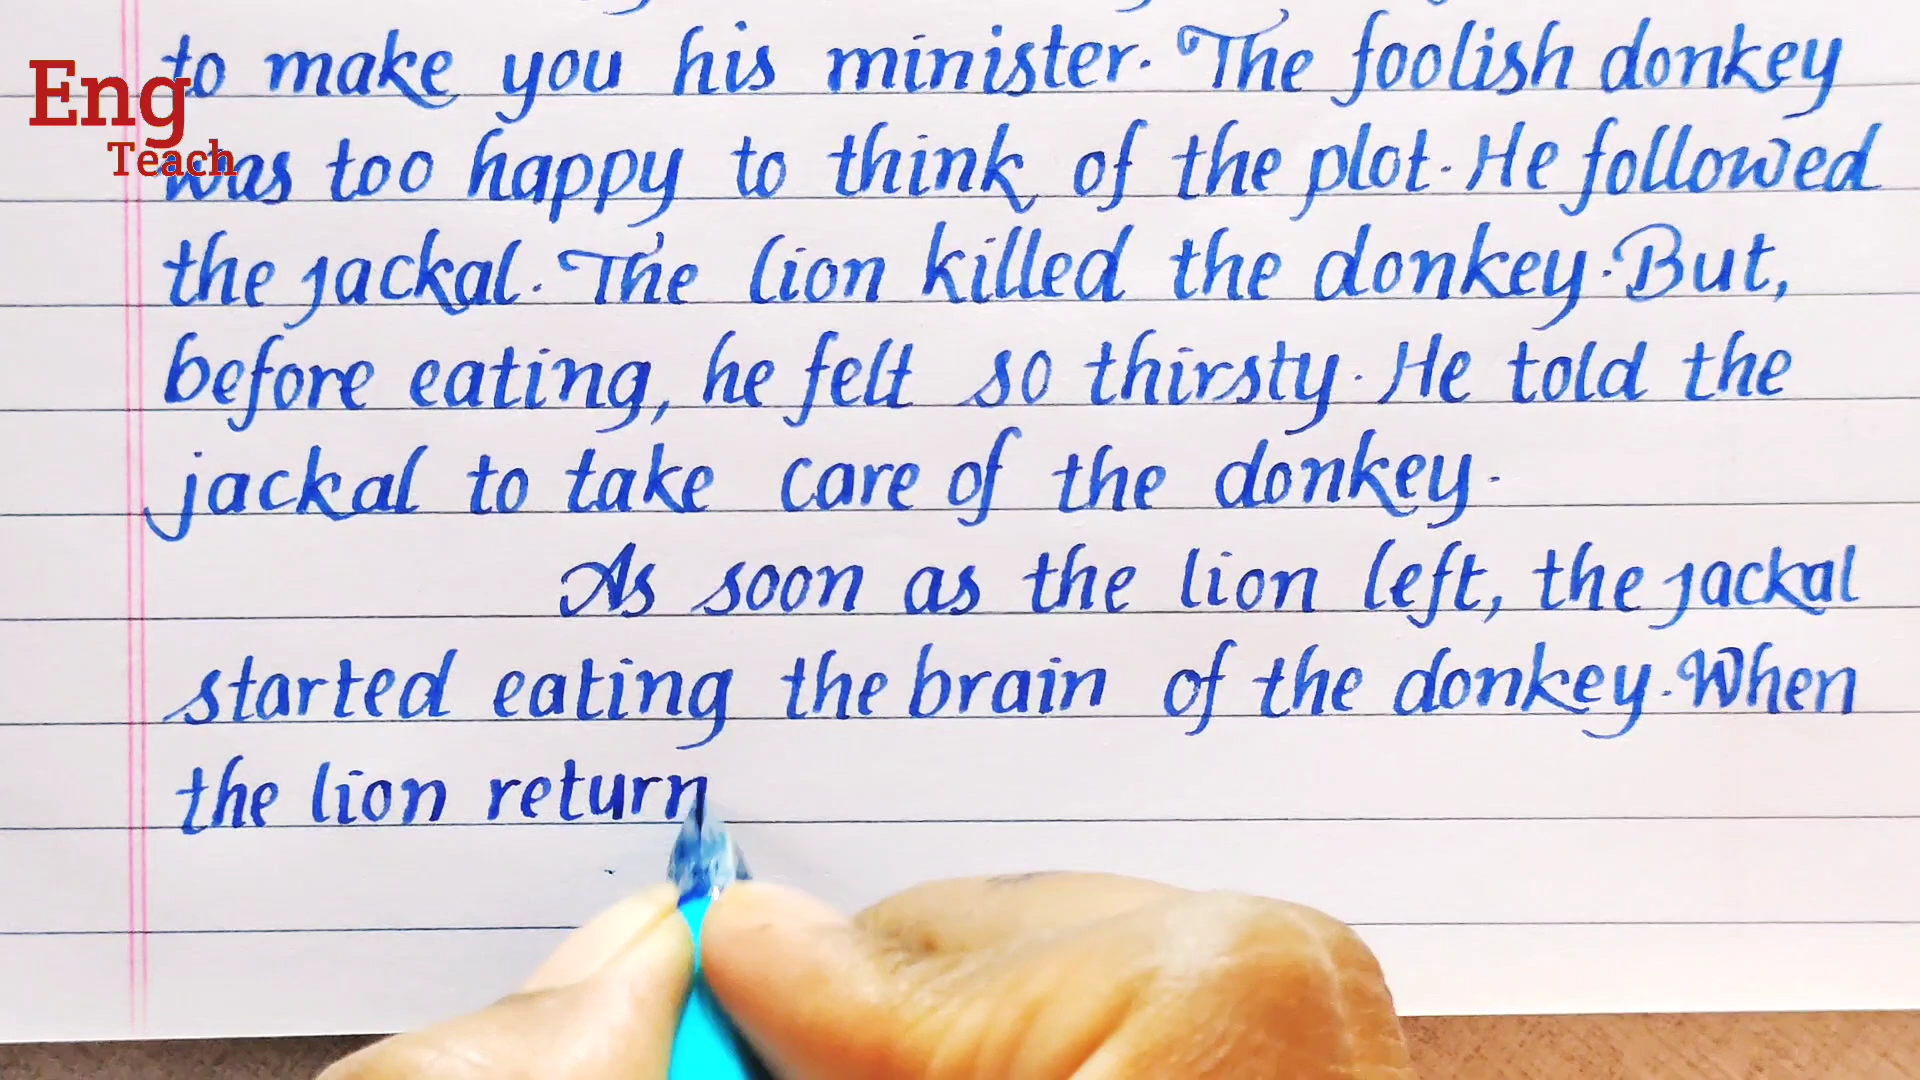 to make you his minister. The foolish donkey
Eng
Teach
was too happy to think of the plot. He followed
the jackal. The lion killed the donkey. But,
before eating, he felt so thirsty. He told the
jackal to take care of the donkey.
As soon as the lion left, the jackal
started eating the brain of the donkey. When
the lion return